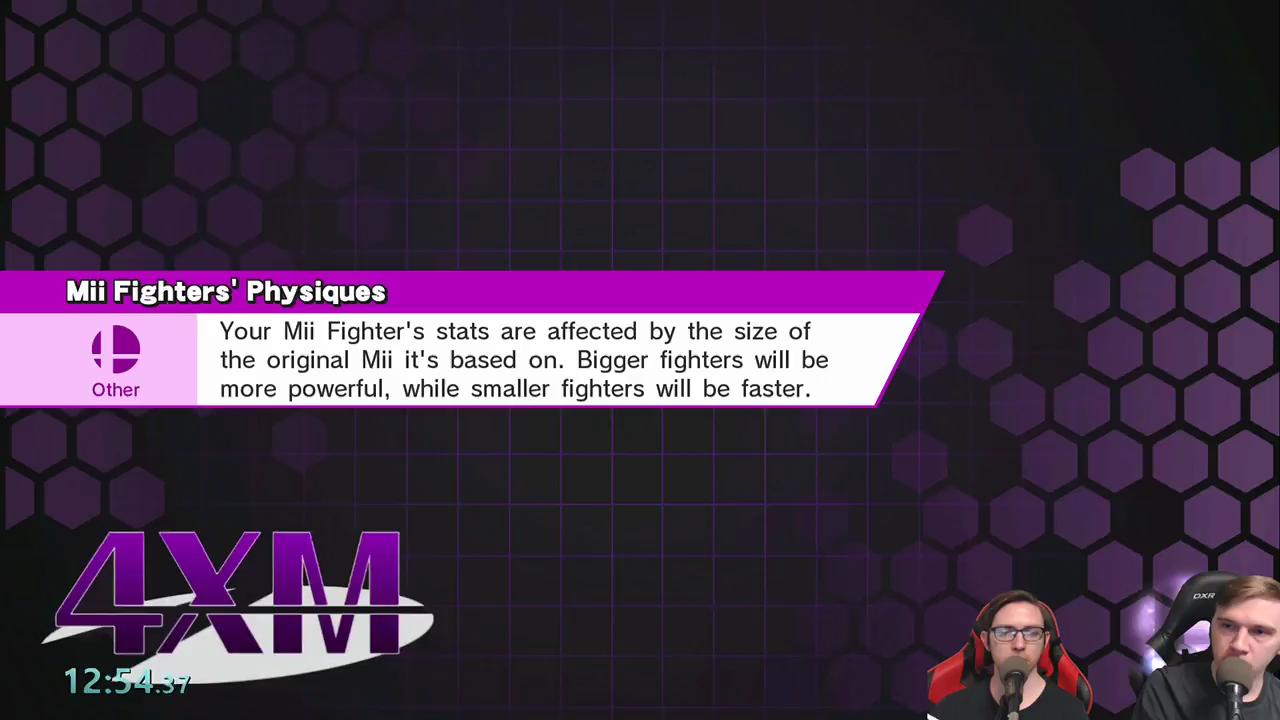 Mii Fighters' Physiques
Your Mii Fighter's stats are affected by the size of
the original Mii it's based on. Bigger fighters will be
more powerful, while smaller fighters will be faster.
Other
4XM
12:54.37
DXR